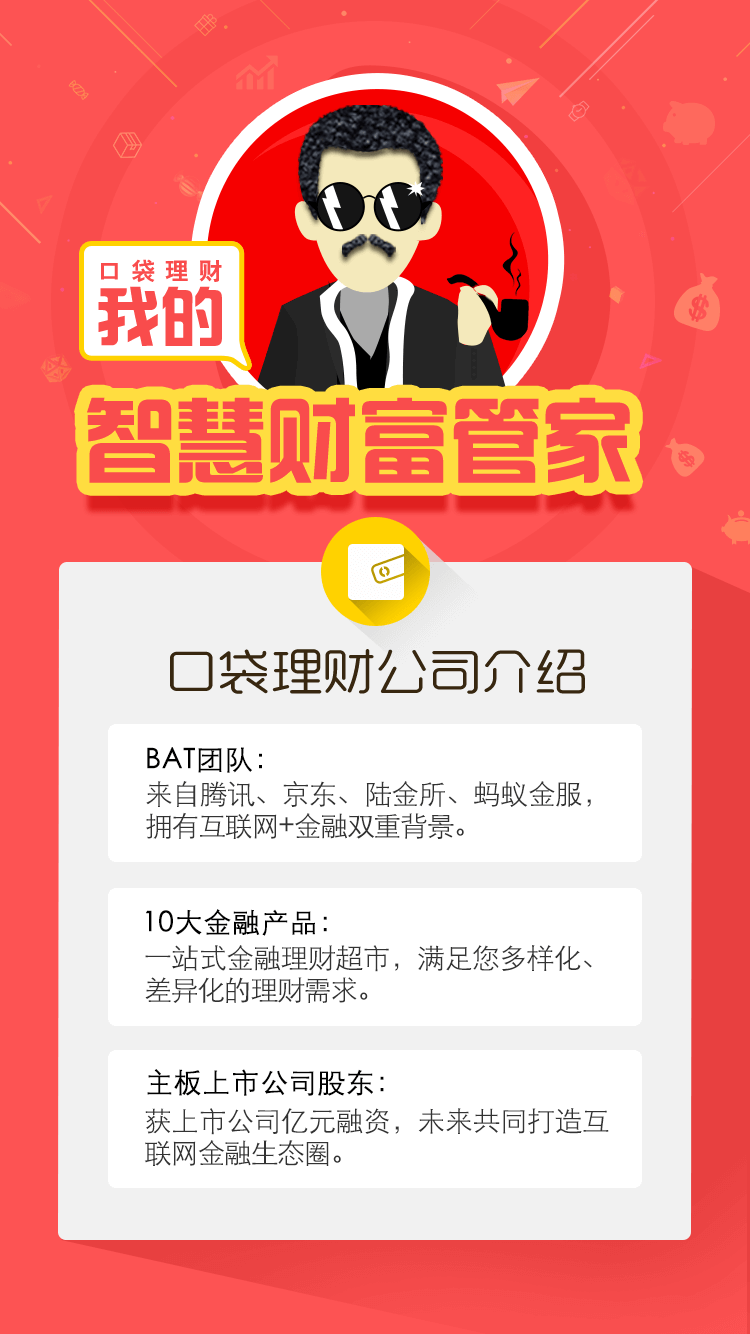 口袋理财
我的
智慧财富管家
口袋理财公司介绍
BAT团队：
来自腾讯、京东、陆金所、蚂蚁金服，
拥有互联网+金融双重背景。
10大金融产品：
一站式金融理财超市，满足您多样化、
差异化的理财需求。
主板上市公司股东：
获上市公司亿元融资，未来共同打造互
联网金融生态圈。